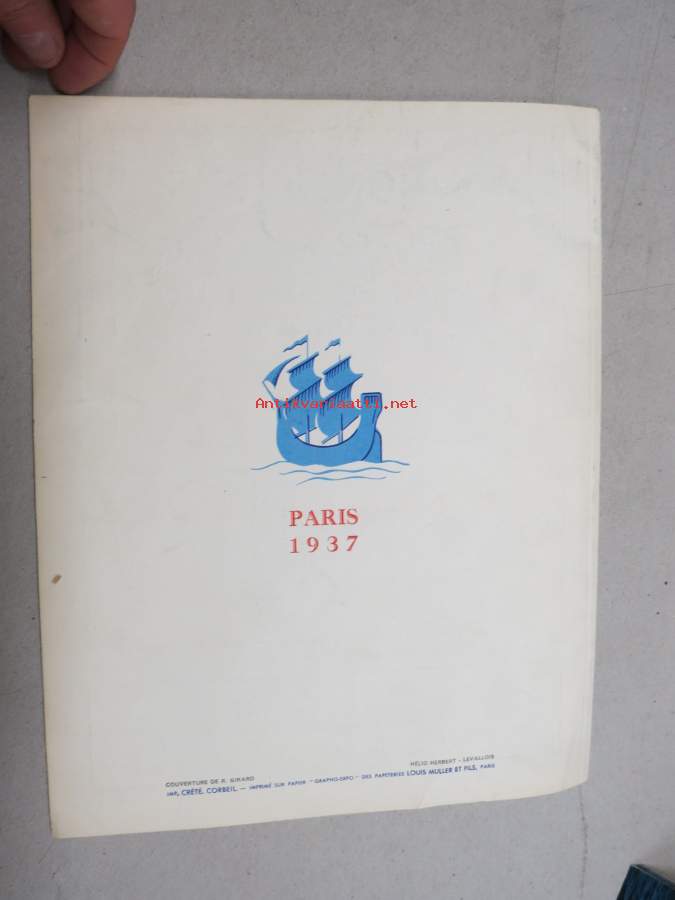 Antikvariaatti.net
PARIS
1937
COUVERTURE DE R. GIRARD
HÉLIO HERBERT - LEVALLOIS
IMP. CRÉTÉ. CORBEIL. — IMPRIMÉ SUR PAPIER "GRAPHO-EXPO" DES PAPETERIES LOUIS MULLER ET FILS, PARIS